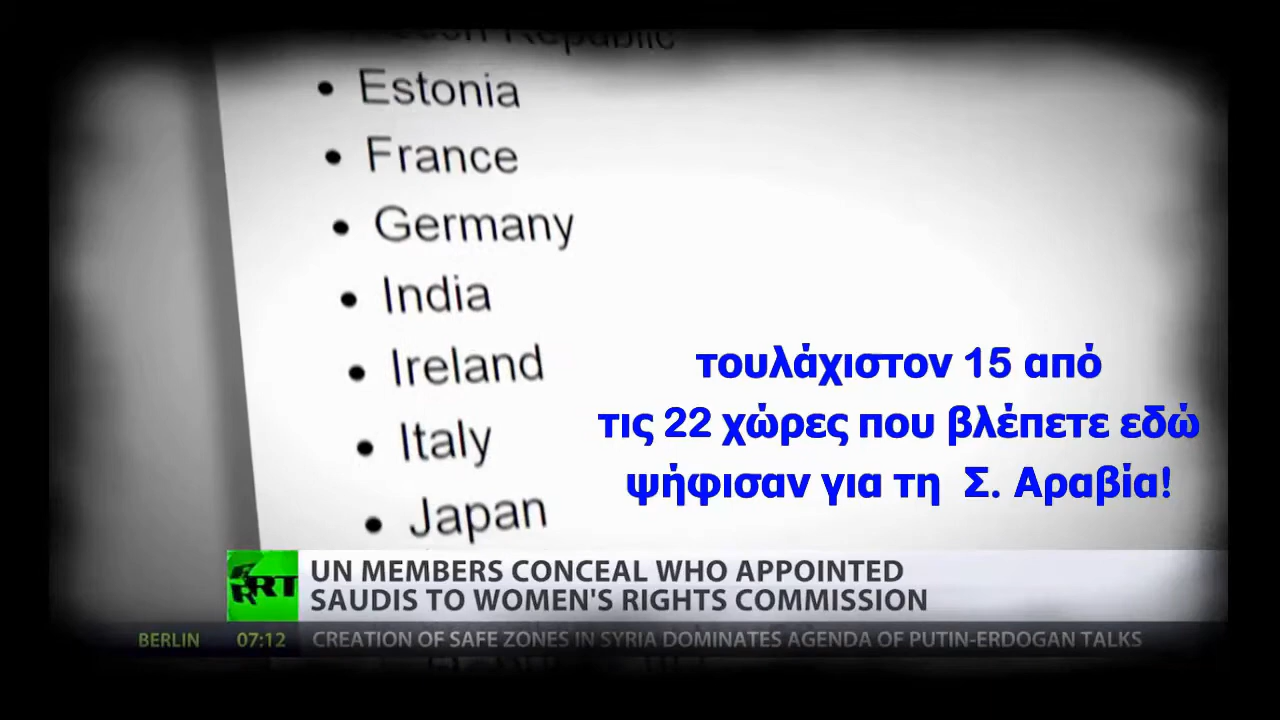 Republic
• Estonia
• France
• Germany
• India
• Ireland
• Italy
• Japan
τουλάχιστον 15 από
τις 22 χώρες που βλέπετε εδώ
ψήφισαν για τη Σ. Αραβία!
RT
UN MEMBERS CONCEAL WHO APPOINTED
SAUDIS TO WOMEN'S RIGHTS COMMISSION
BERLIN 07:12 CREATION OF SAFE ZONES IN SYRIA DOMINATES AGENDA OF PUTIN-ERDOGAN TALKS